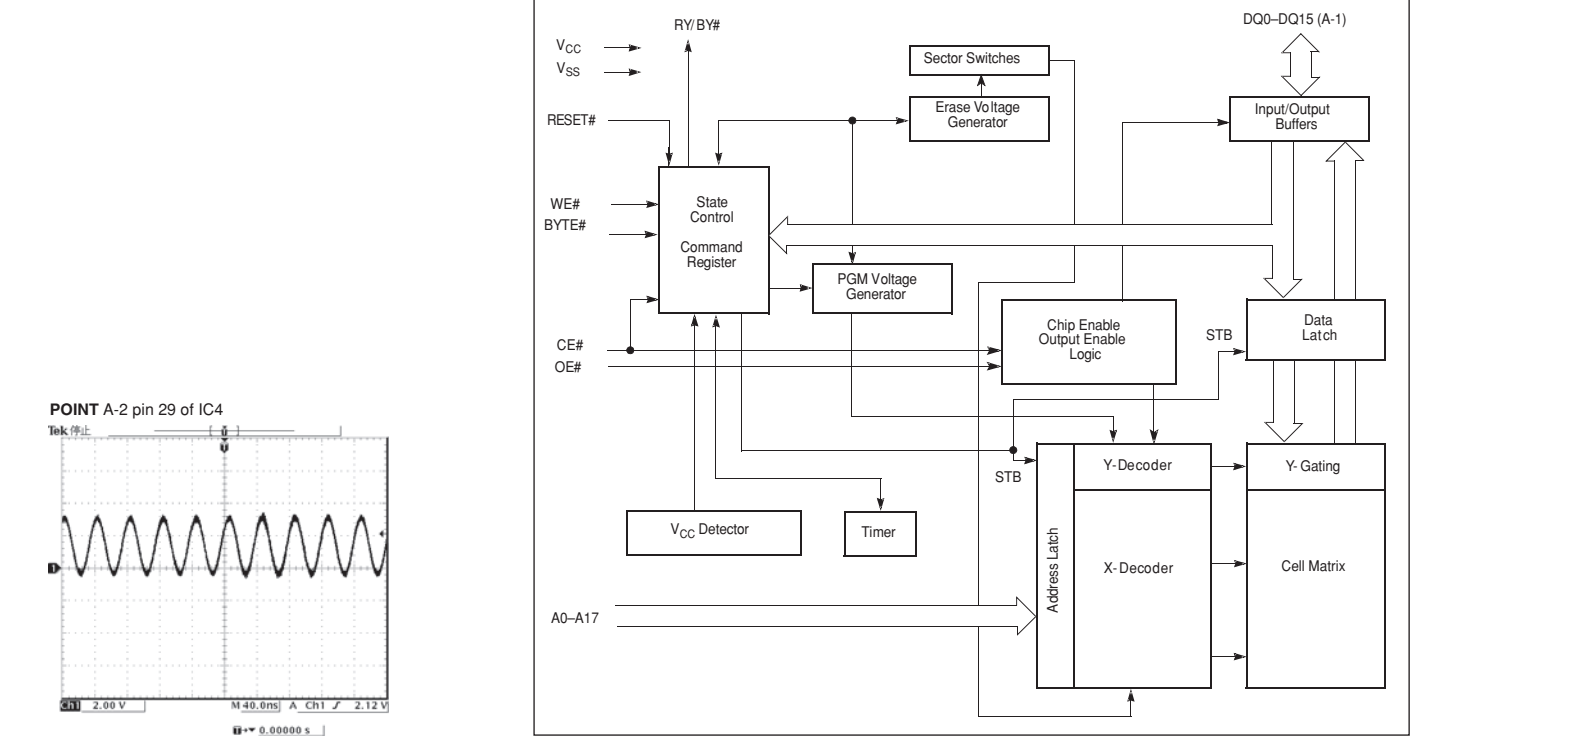 POINT A-2 pin 29 of IC4
Tek 停止
1
Ch1 2.00 V M 40.0ns A Ch1 2.12 V
0.00000 s
RY/BY#
DQ0–DQ15 (A-1)
VCC
VSS
Sector Switches
Erase Voltage
Generator
Input/Output
Buffers
RESET#
State
Control
Command
Register
WE#
BYTE#
PGM Voltage
Generator
Chip Enable
Output Enable
Logic
STB
Data
Latch
CE#
OE#
Y-Decoder
Y-Gating
STB
VCC Detector
Timer
Address Latch
X-Decoder
Cell Matrix
A0–A17